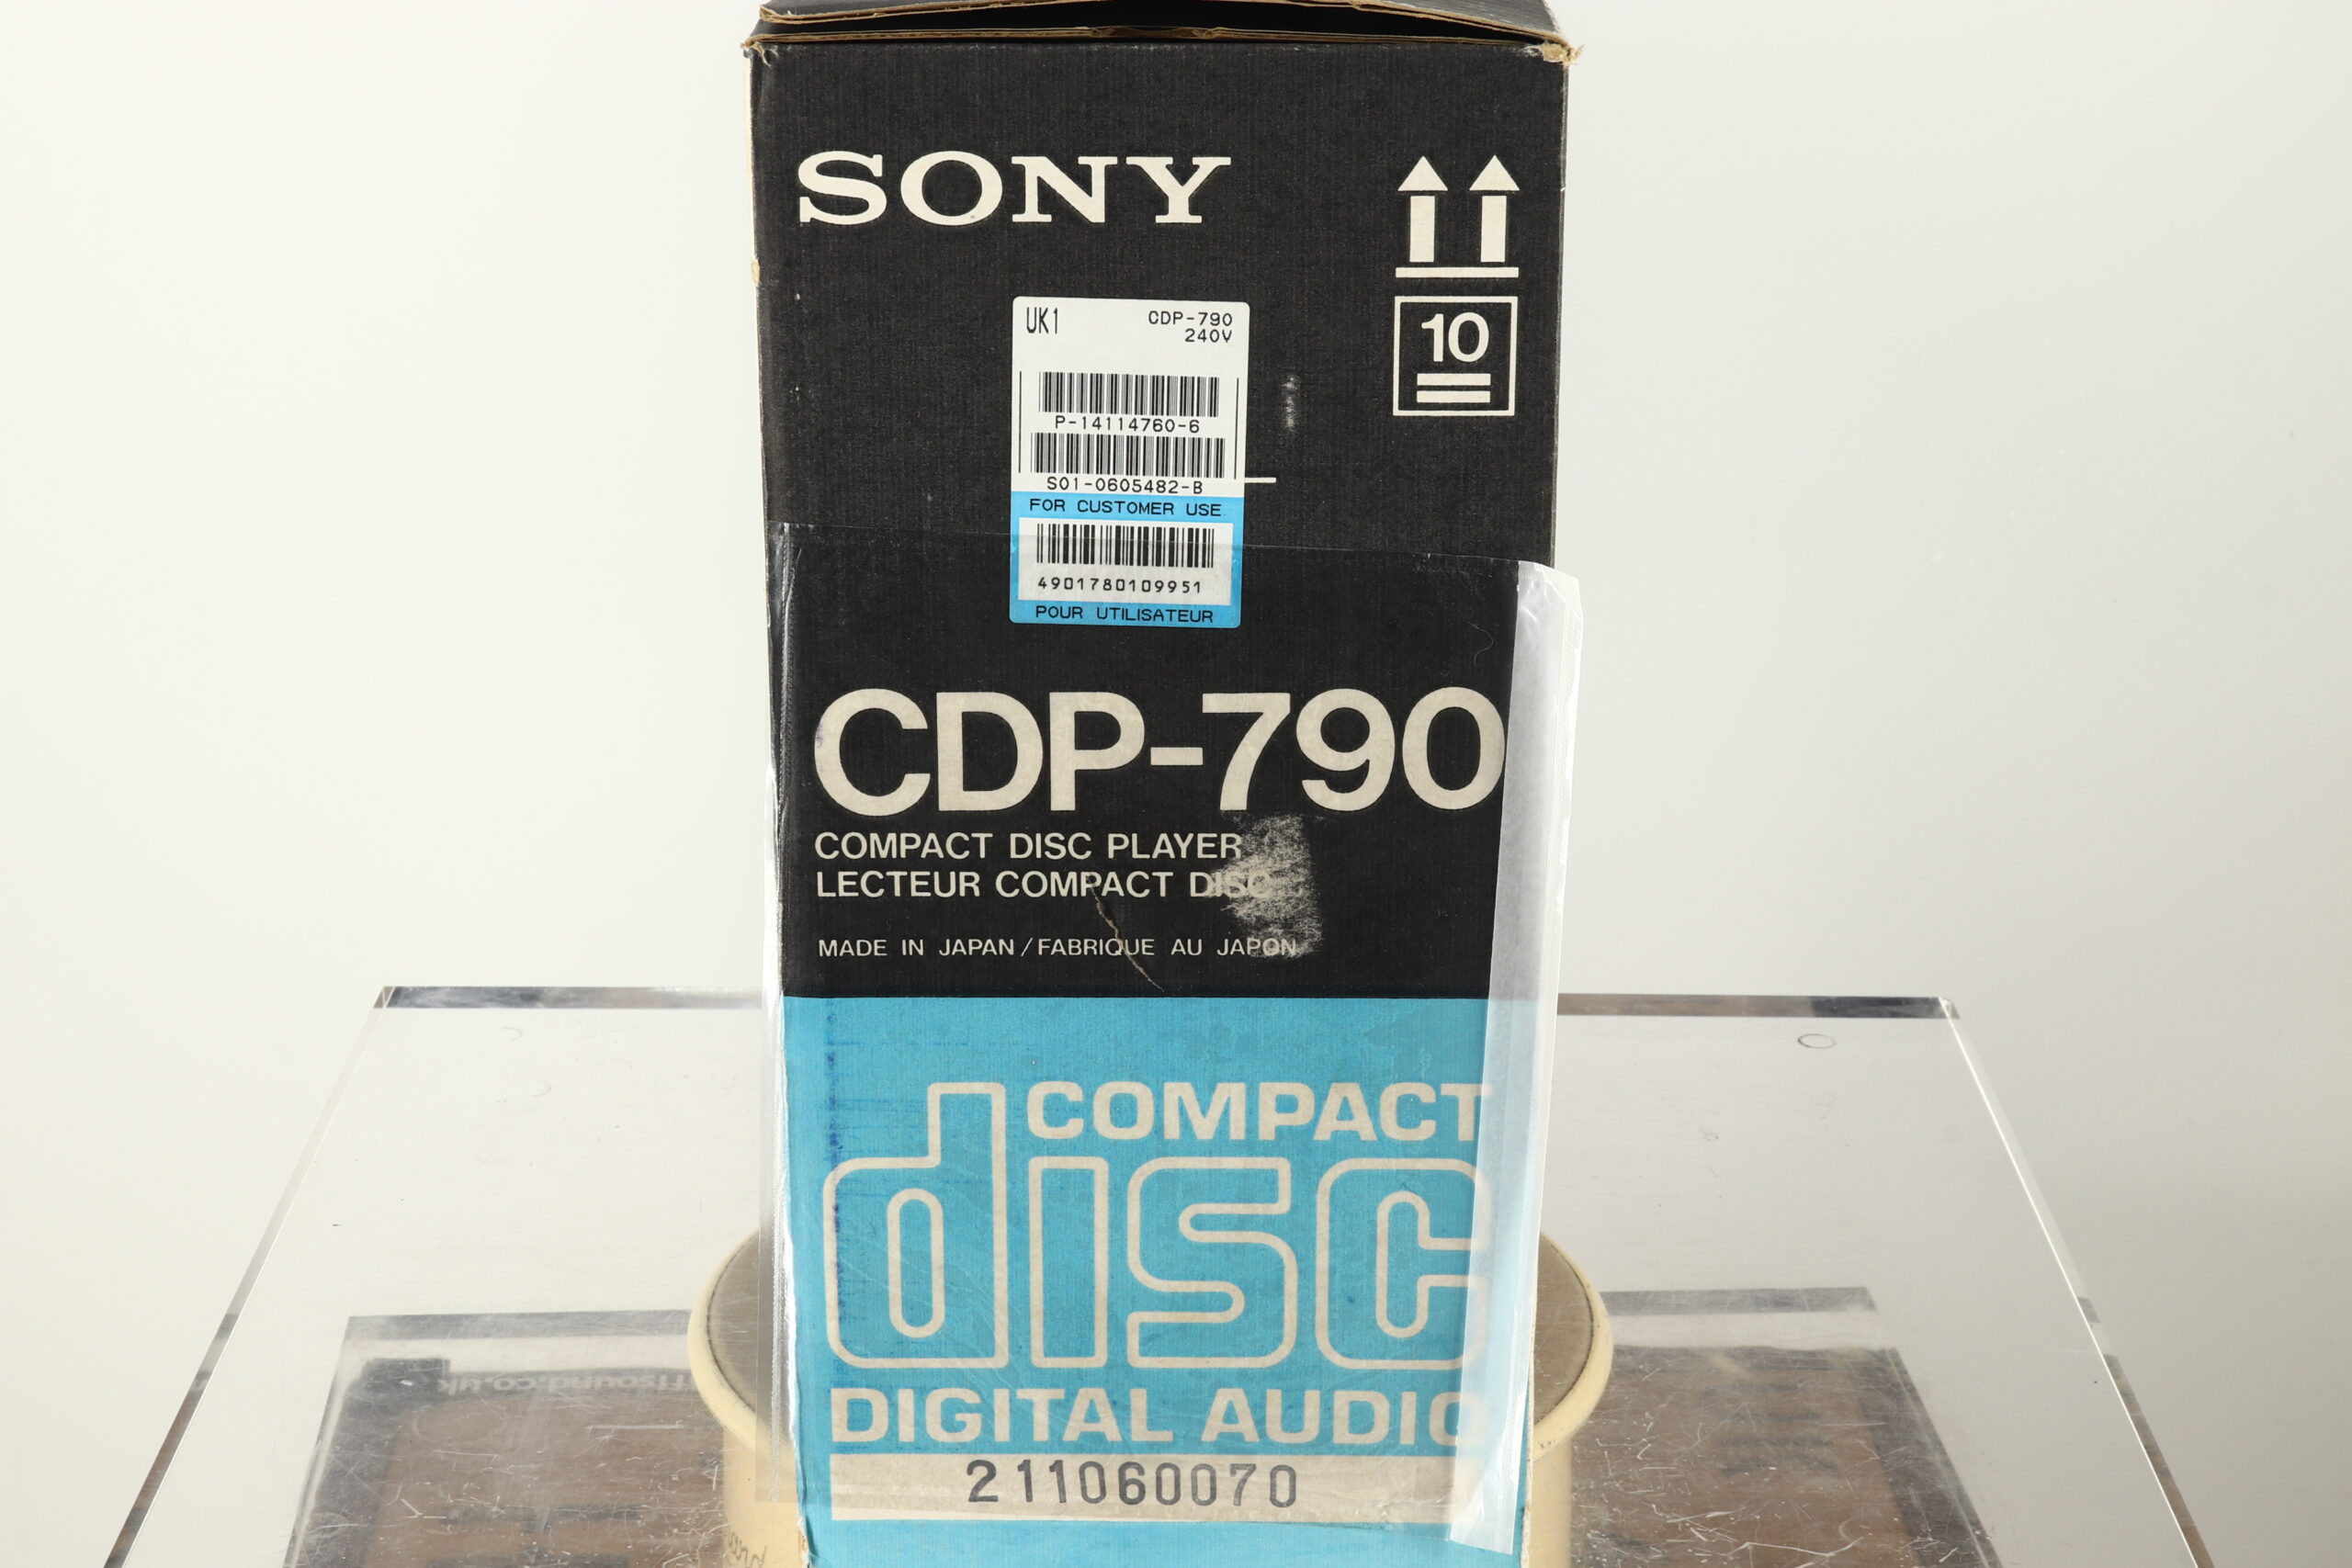 SONY
10
UK1
CDP-790
240V
P-14114760-6
S01-0605482-B
FOR CUSTOMER USE
4901780109951
POUR UTILISATEUR
CDP-790
COMPACT DISC PLAYER
LECTEUR COMPACT DISC
MADE IN JAPAN/FABRIQUE AU JAPON
COMPACT
disc
DIGITAL AUDIO
211060070